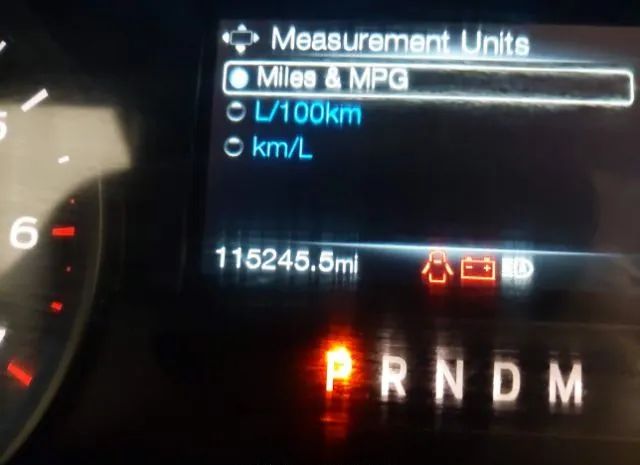 Measurement Units
Miles & MPG
L/100km
km/L
6
115245.5mi
P R N D M